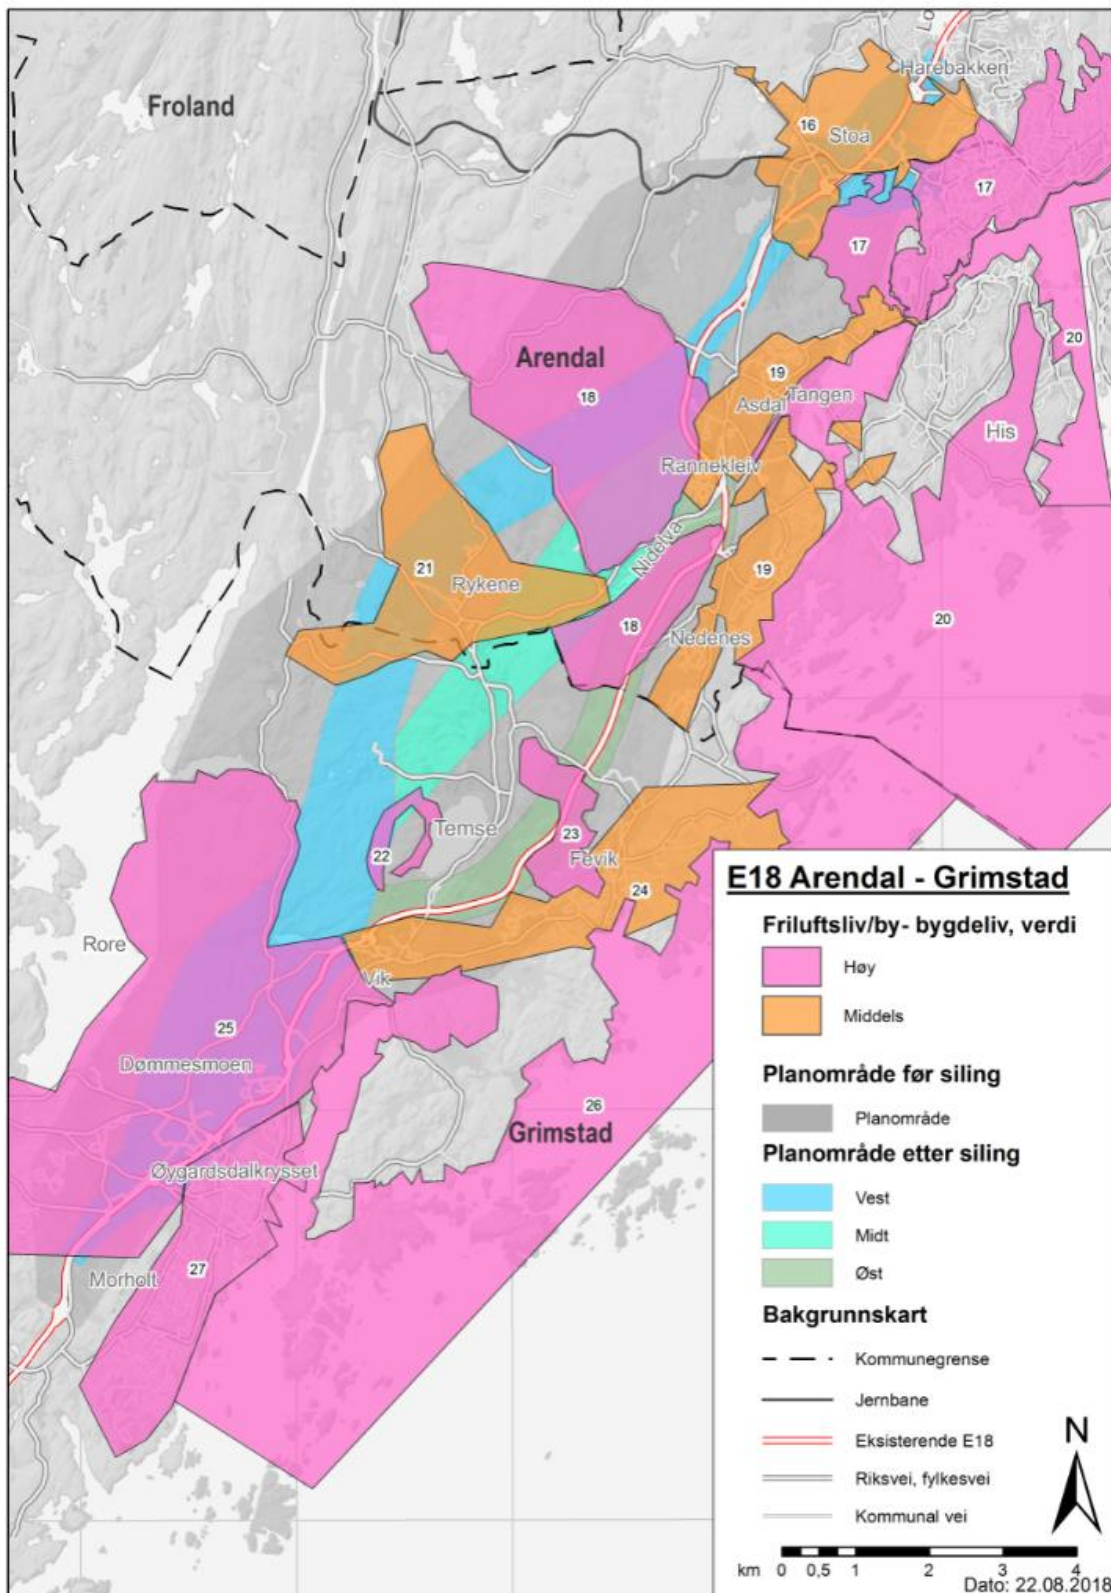 Lo
Harebakken
Froland
16
Stoa
17
17
20
Arendal
18
19
Tangen
Asdal
His
Rannekleiv
Nidelva
21
Rykene
19
20
18
Nedenes
Temse
23
22
Fevik
24
Rore
Vik
25
Dømmesmoen
26
Grimstad
Øygardsdalkrysset
27
Morholt
E18 Arendal - Grimstad
Friluftsliv/by- bygdeliv, verdi
Høy
Middels
Planområde før siling
Planområde
Planområde etter siling
Vest
Midt
Øst
Bakgrunnskart
Kommunegrense
Jernbane
Eksisterende E18
Riksvei, fylkesvei
Kommunal vei
N
km 0 0,5 1 2 3 4
Dato: 22.08.2018